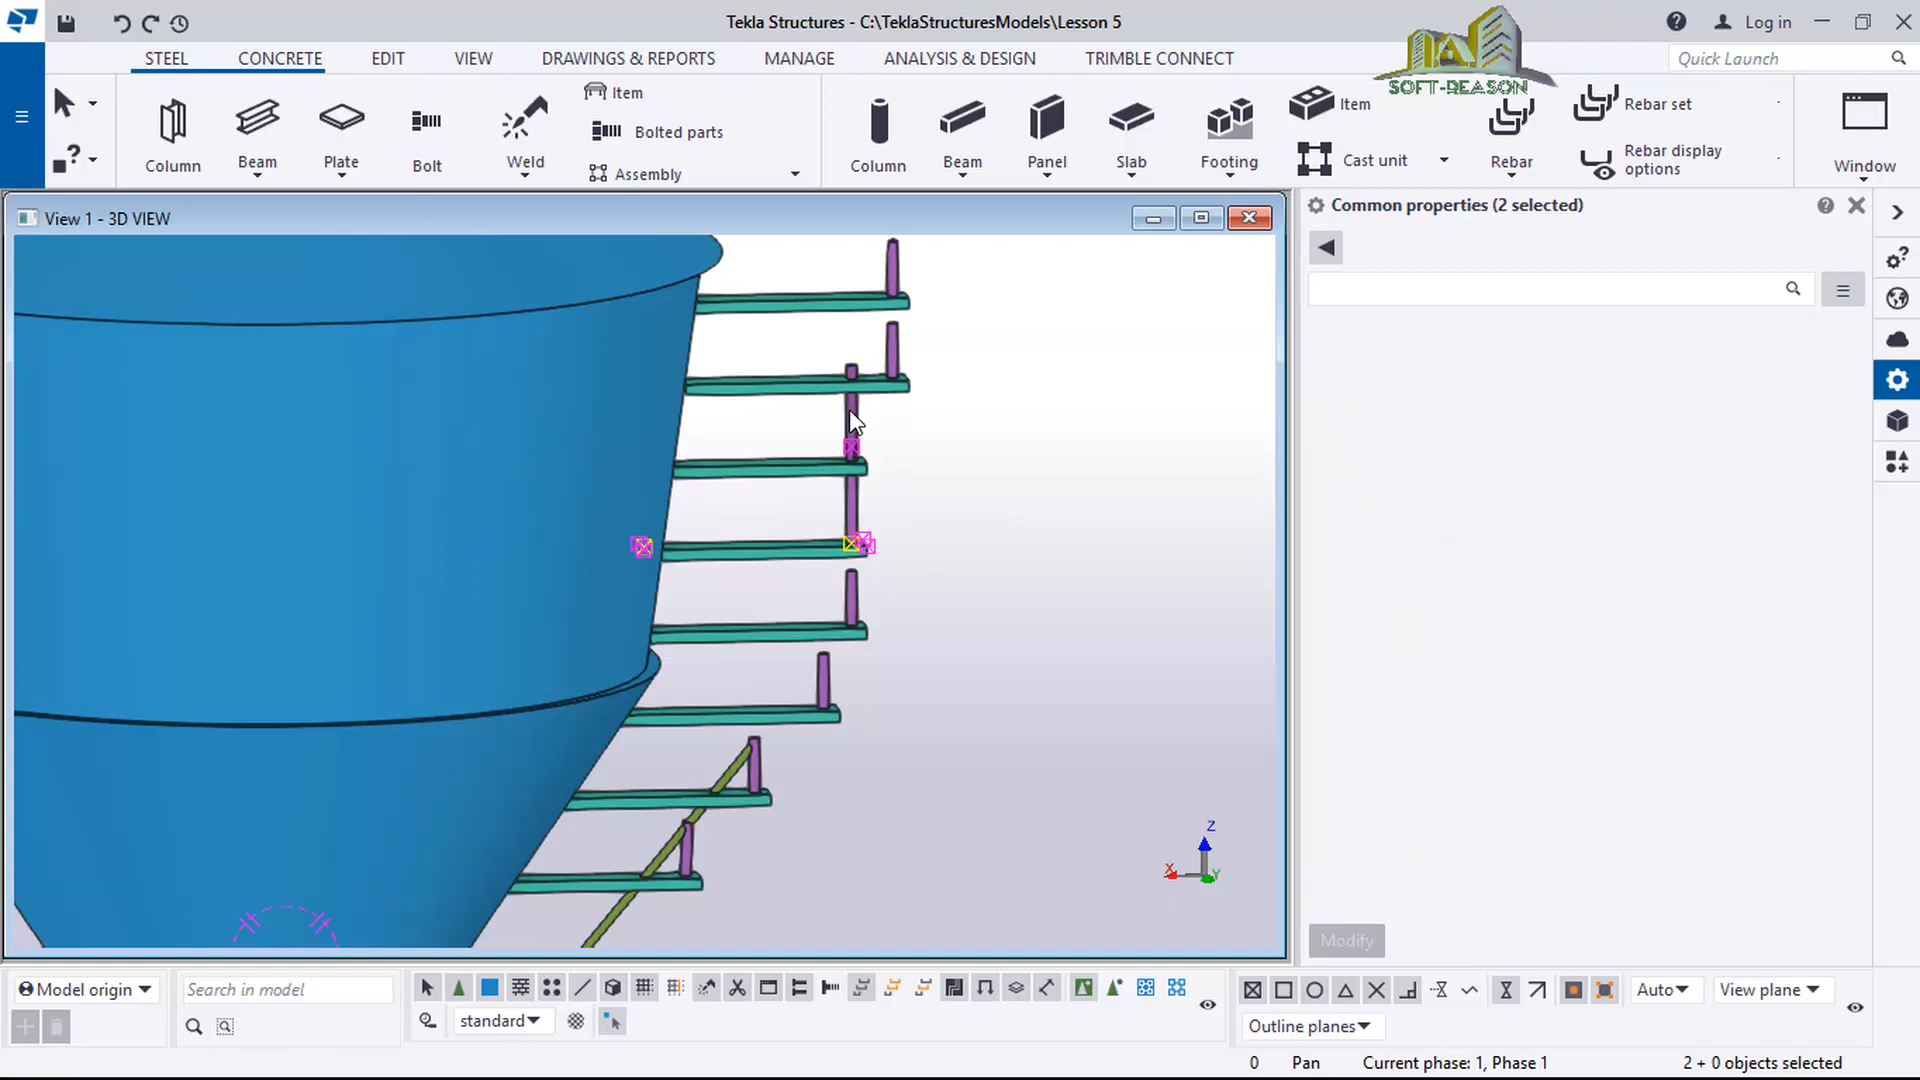 Tekla Structures - C:\TeklaStructuresModels\Lesson 5
Log in
STEEL
CONCRETE
EDIT
VIEW
DRAWINGS & REPORTS
MANAGE
ANALYSIS & DESIGN
TRIMBLE CONNECT
Quick Launch
SOFT-REASON
Column
Beam
Plate
Bolt
Weld
Item
Bolted parts
Assembly
Column
Beam
Panel
Slab
Footing
Item
Cast unit
Rebar
Rebar set
Rebar display
options
Window
View 1 - 3D VIEW
Common properties (2 selected)
Z
X
Y
Modify
Model origin
Search in model
standard
Auto
View plane
Outline planes
0
Pan
Current phase: 1, Phase 1
2 + 0 objects selected